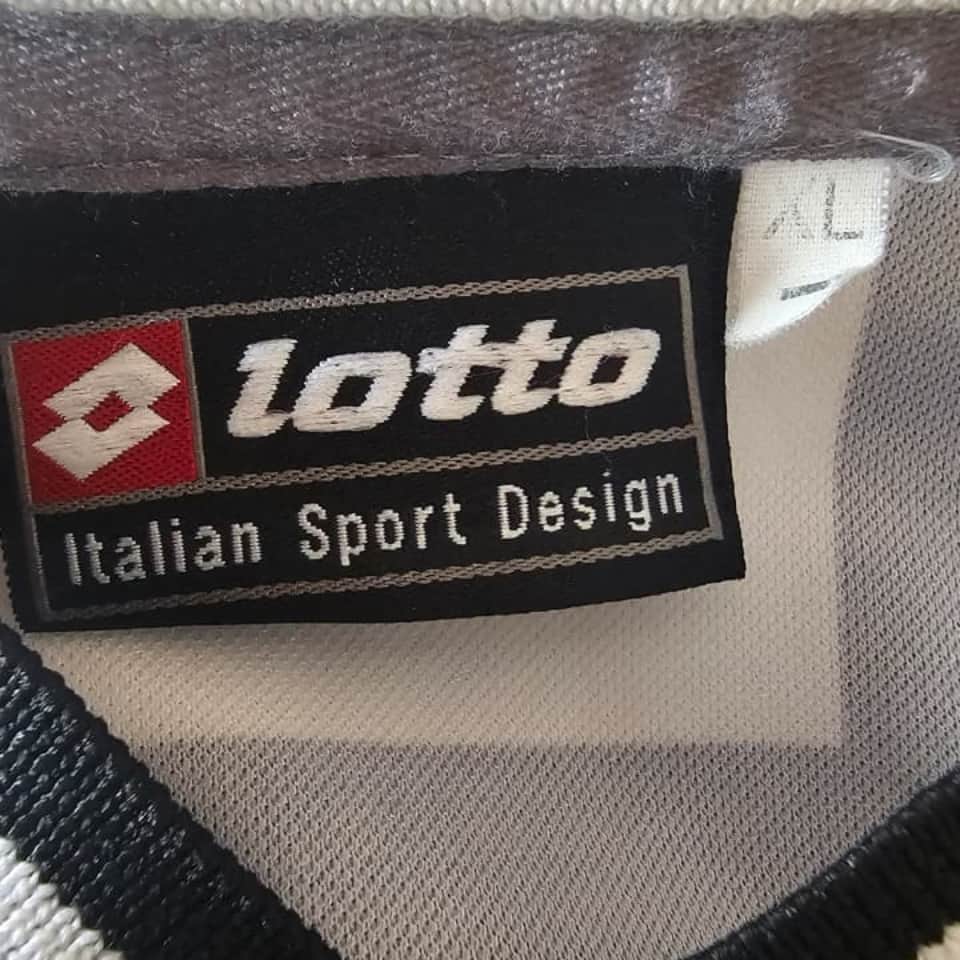 XL
lotto
Italian Sport Design